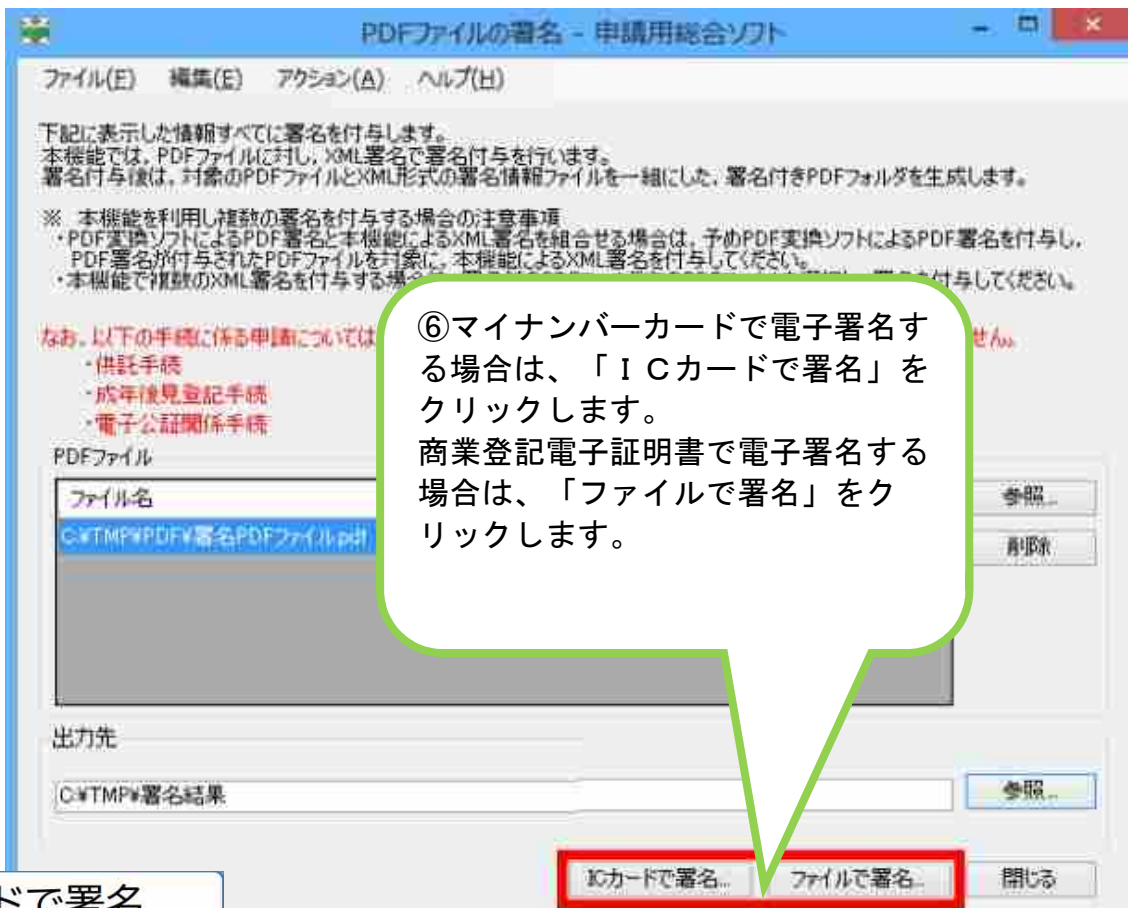 PDFファイルの署名 - 申請用総合ソフト
ファイル(F) 編集(E) アクション(A) ヘルプ(H)
下記に表示した情報すべてに署名を付与します。
本機能では，PDFファイルに対し，XML署名で署名付与を行います。
署名付与後は，対象のPDFファイルとXML形式の署名情報ファイルを一組にした，署名付きPDFフォルダを生成します。
※ 本機能を利用し複数の署名を付与する場合の注意事項
・PDF変換ソフトによるPDF署名と本機能によるXML署名を組合せる場合は，予めPDF変換ソフトによるPDF署名を付与し，
PDF署名が付与されたPDFファイルを対象に，本機能によるXML署名を付与してください。
・本機能で複数のXML署名を付与する場合 付与してください。
なお，以下の手続に係る申請については せん。
・供託手続
・成年後見登記手続
・電子公証関係手続
⑥マイナンバーカードで電子署名す
る場合は、「ＩＣカードで署名」を
クリックします。
商業登記電子証明書で電子署名する
場合は、「ファイルで署名」をク
リックします。
PDFファイル
ファイル名
参照...
C:¥TMP¥PDF¥署名PDFファイル.pdf
削除
出力先
C:¥TMP¥署名結果
参照...
ICカードで署名... ファイルで署名... 閉じる
ドで署名